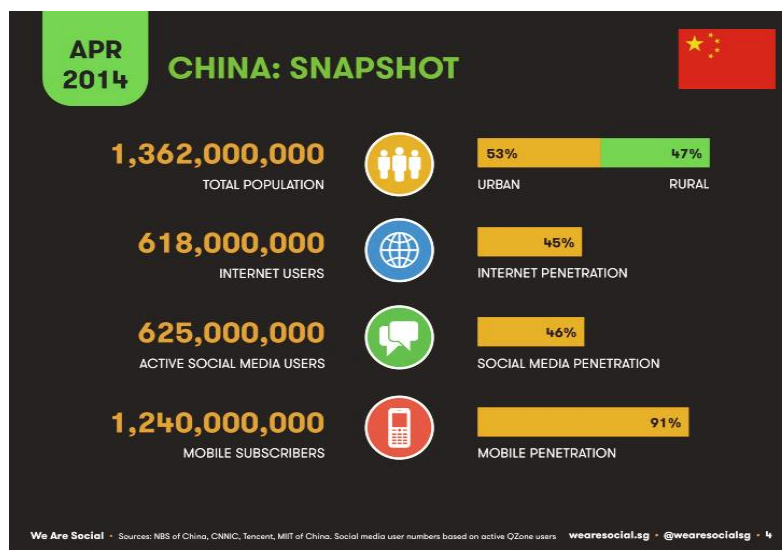 APR
2014
CHINA: SNAPSHOT
1,362,000,000
TOTAL POPULATION
53% 47%
URBAN RURAL
618,000,000
INTERNET USERS
45%
INTERNET PENETRATION
625,000,000
ACTIVE SOCIAL MEDIA USERS
46%
SOCIAL MEDIA PENETRATION
1,240,000,000
MOBILE SUBSCRIBERS
91%
MOBILE PENETRATION
We Are Social • Sources: NBS of China, CNNIC, Tencent, MIIT of China. Social media user numbers based on active QZone users wearesocial.sg • @wearesocialsg • 4